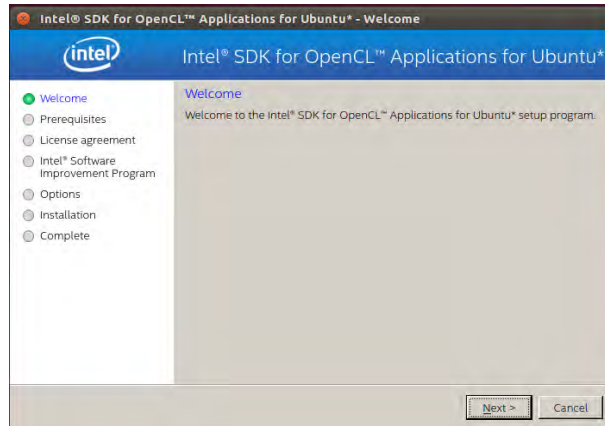 Intel® SDK for OpenCL™ Applications for Ubuntu* - Welcome
intel
Intel® SDK for OpenCL™ Applications for Ubuntu*
Welcome
Prerequisites
License agreement
Intel® Software
Improvement Program
Options
Installation
Complete
Welcome
Welcome to the Intel® SDK for OpenCL™ Applications for Ubuntu* setup program.
Next >
Cancel